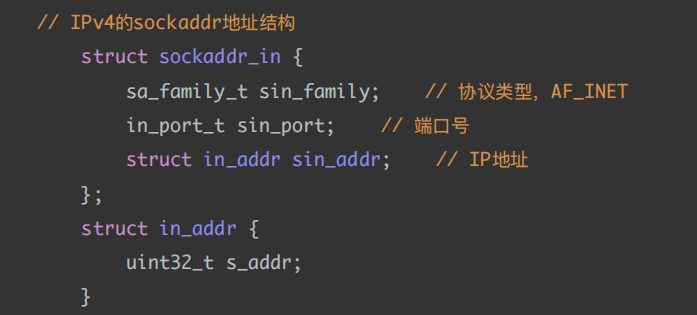 // IPv4的sockaddr地址结构
struct sockaddr_in {
sa_family_t sin_family; // 协议类型, AF_INET
in_port_t sin_port; // 端口号
struct in_addr sin_addr; // IP地址
};
struct in_addr {
uint32_t s_addr;
}